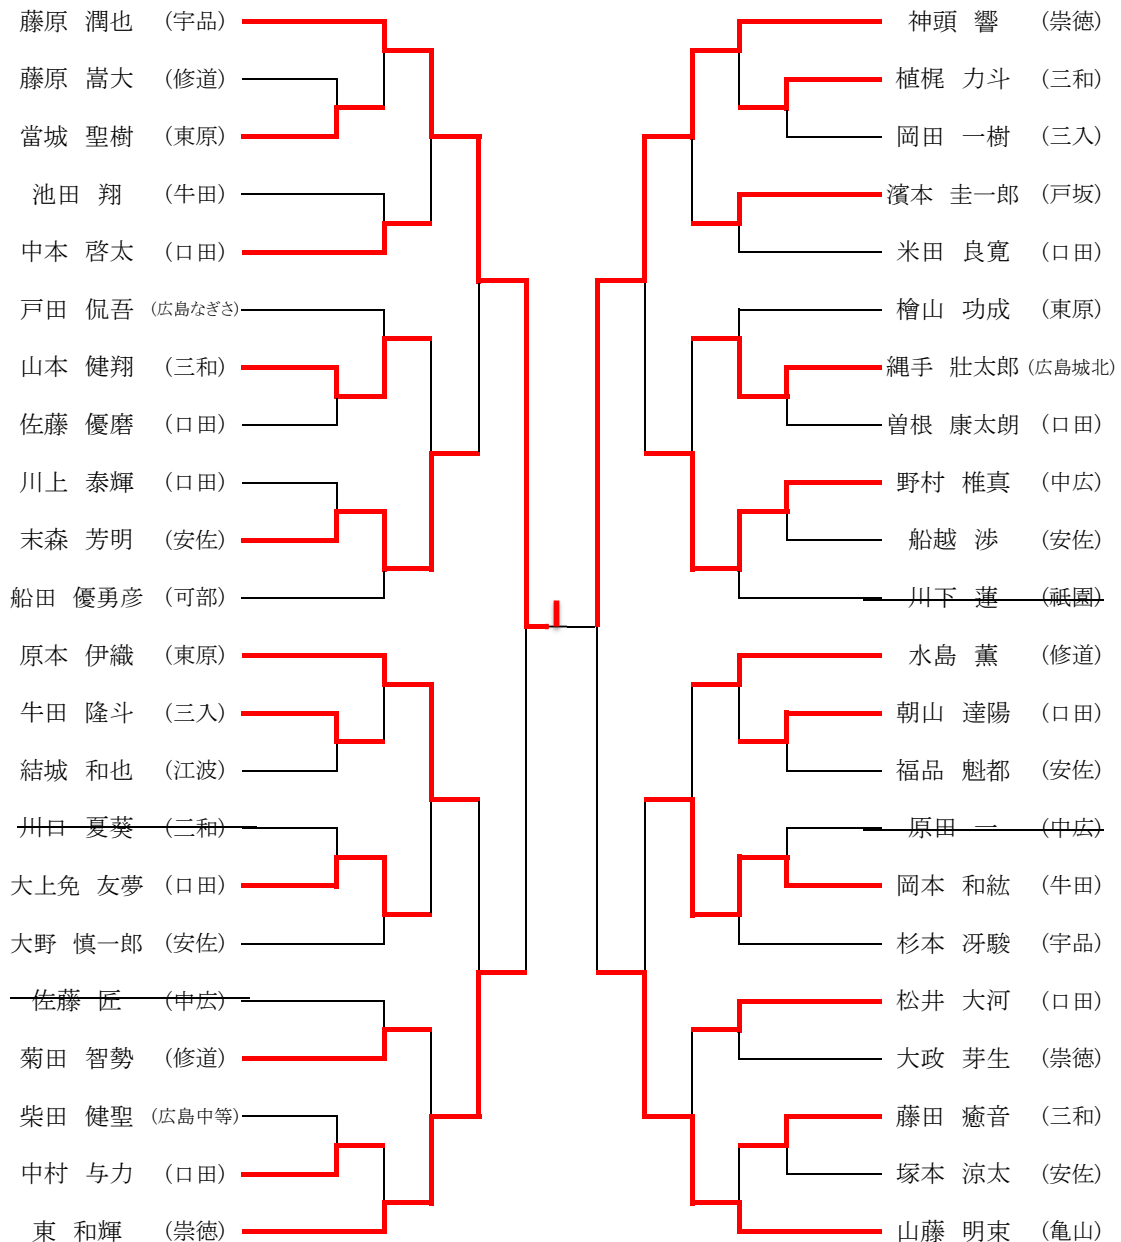 藤原 潤也 (宇品)
藤原 嵩大 (修道)
當城 聖樹 (東原)
池田 翔 (牛田)
中本 啓太 (口田)
戸田 侃吾 (広島なぎさ)
山本 健翔 (三和)
佐藤 優磨 (口田)
川上 泰輝 (口田)
末森 芳明 (安佐)
船田 優勇彦 (可部)
原本 伊織 (東原)
牛田 隆斗 (三入)
結城 和也 (江波)
川口 夏葵 (三和)
大上免 友夢 (口田)
大野 慎一郎 (安佐)
佐藤 匠 (中広)
菊田 智勢 (修道)
柴田 健聖 (広島中等)
中村 与力 (口田)
東 和輝 (崇徳)
神頭 響 (崇徳)
植梶 力斗 (三和)
岡田 一樹 (三入)
濱本 圭一郎 (戸坂)
米田 良寛 (口田)
檜山 功成 (東原)
縄手 壯太郎 (広島城北)
曽根 康太朗 (口田)
野村 椎真 (中広)
船越 渉 (安佐)
川下 蓮 (祇園)
水島 薫 (修道)
朝山 達陽 (口田)
福品 魁都 (安佐)
原田 一 (中広)
岡本 和紘 (牛田)
杉本 冴駿 (宇品)
松井 大河 (口田)
大政 芽生 (崇徳)
藤田 癒音 (三和)
塚本 涼太 (安佐)
山藤 明束 (亀山)